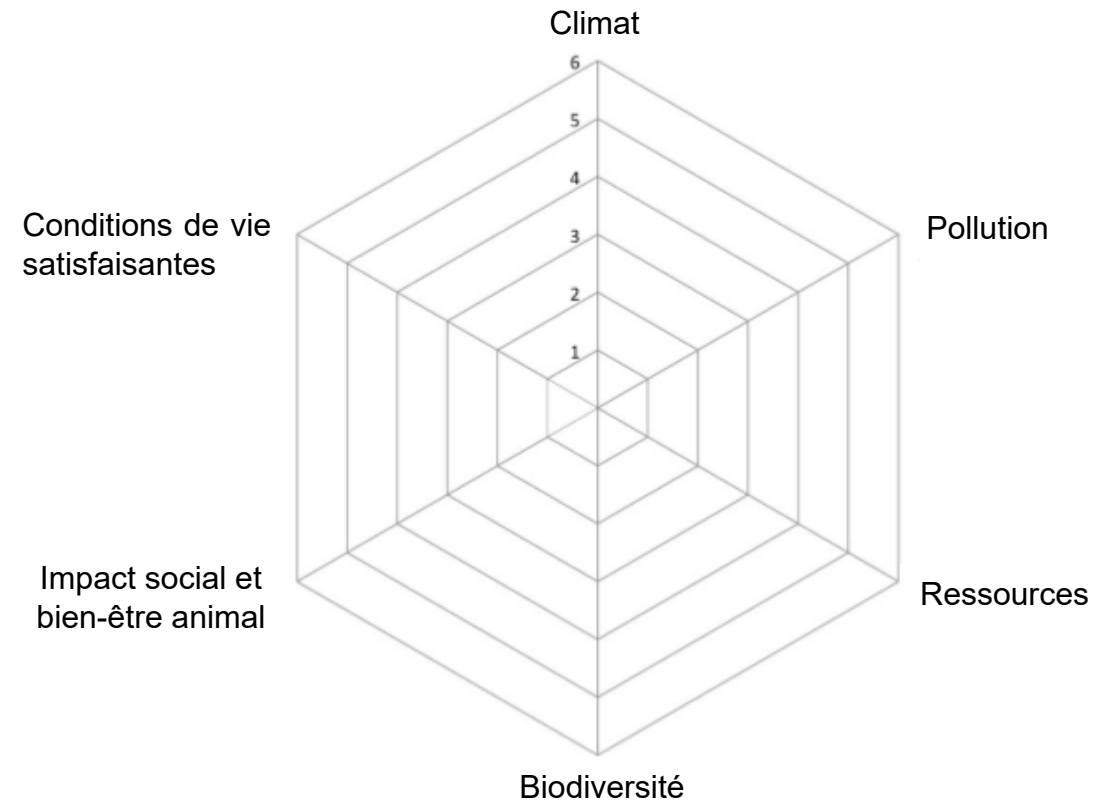 Climat
6
5
4
3
2
1
Conditions de vie
satisfaisantes
Pollution
Impact social et
bien-être animal
Ressources
Biodiversité